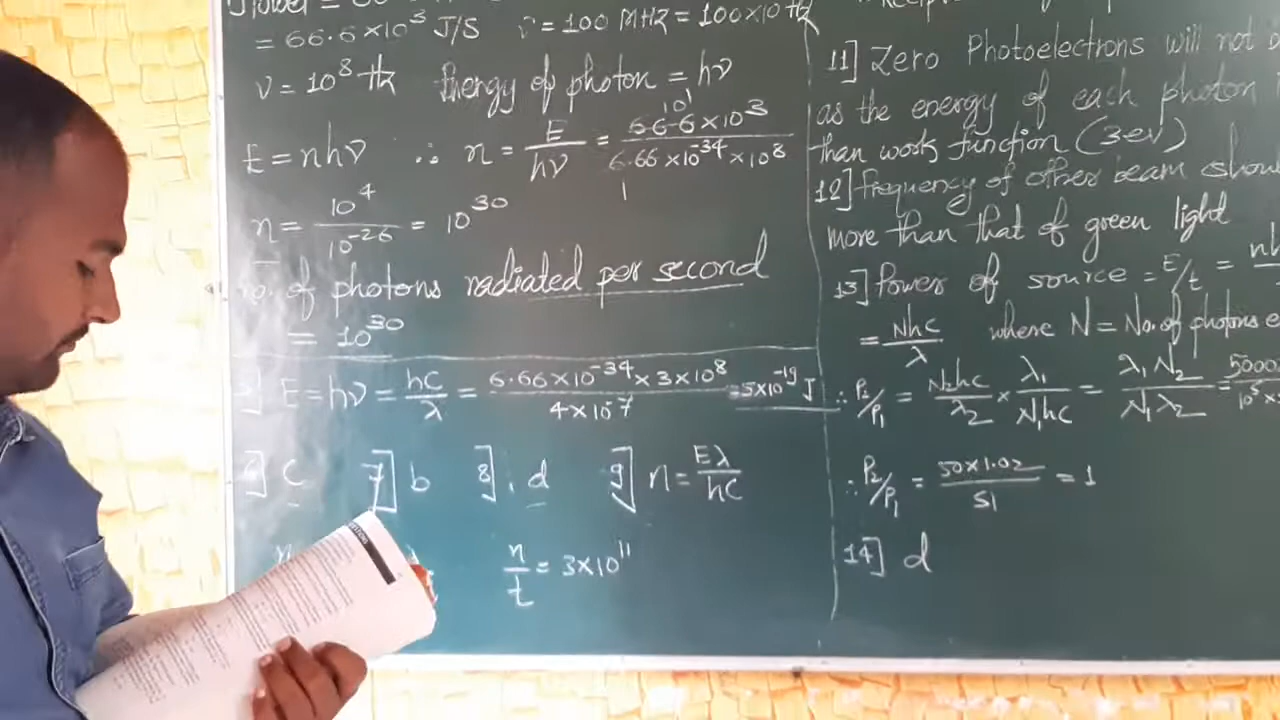 = 66.6×10³ J/S ν = 100 MHz = 100×10 Hz
ν = 10⁸ Hz Energy of photon = hν
E = nhν ∴ n = E/hν = 66.6×10³ / 6.66×10⁻³⁴×10⁸
10¹
1
n = 10⁴/10⁻²⁶ = 10³⁰
of photons radiated per second
= 10³⁰
E = hν = hc/λ = 6.66×10⁻³⁴×3×10⁸ / 4×10⁻⁷ = 5×10⁻¹⁹ J
6] C 7] b 8] d 9] n = Eλ/hc
n/t = 3×10¹¹
11] Zero Photoelectrons will not
as the energy of each photon
than work function (3ev)
12] frequency of other beam
more than that of green light
13] Power of source = E/t =
= Nhc/λ where N = No. of photons
∴ P₂/P₁ = N₂hc/λ₂ × λ₁/N₁hc = λ₁N₂/N₁λ₂ =
∴ P₂/P₁ = 50×1.02/51 = 1
14] d